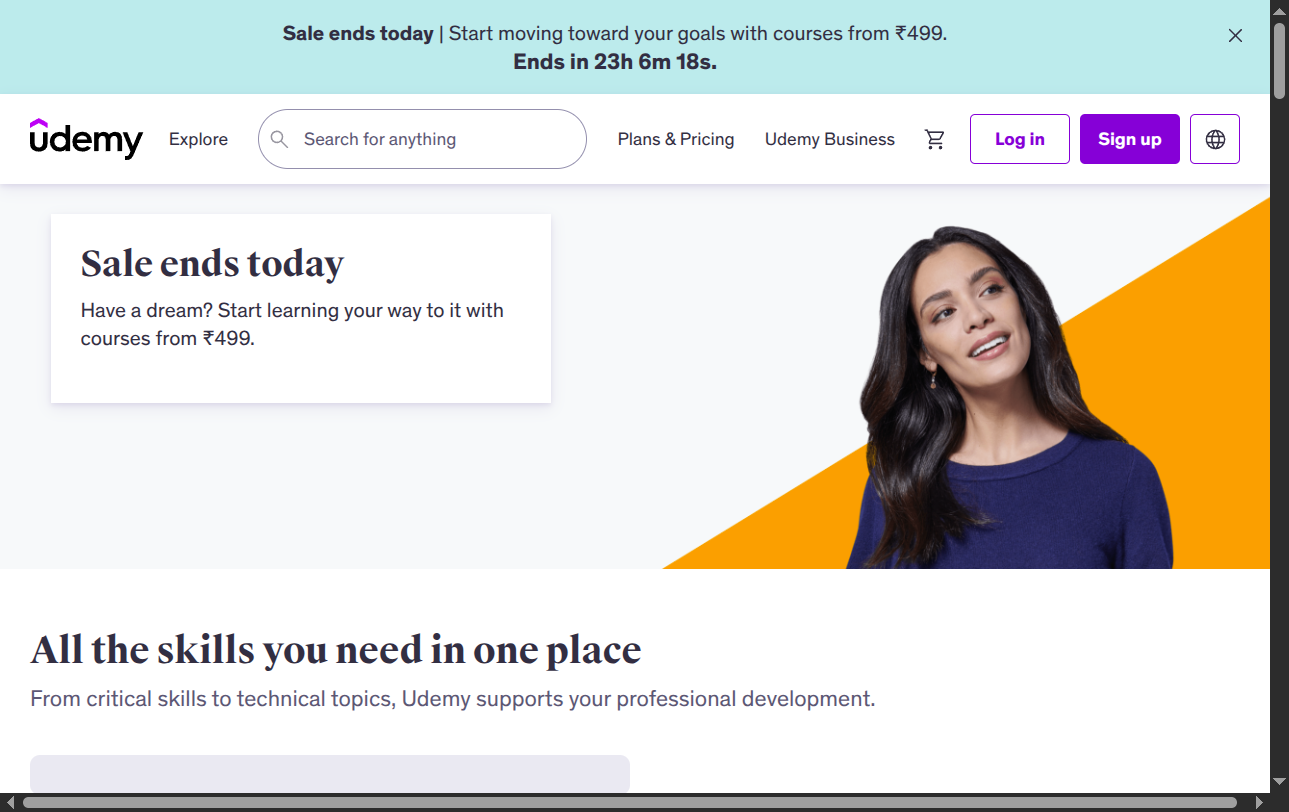 Sale ends today | Start moving toward your goals with courses from ₹499.
Ends in 23h 6m 18s.
udemy
Explore
Search for anything
Plans & Pricing
Udemy Business
Log in
Sign up
Sale ends today
Have a dream? Start learning your way to it with
courses from ₹499.
All the skills you need in one place
From critical skills to technical topics, Udemy supports your professional development.